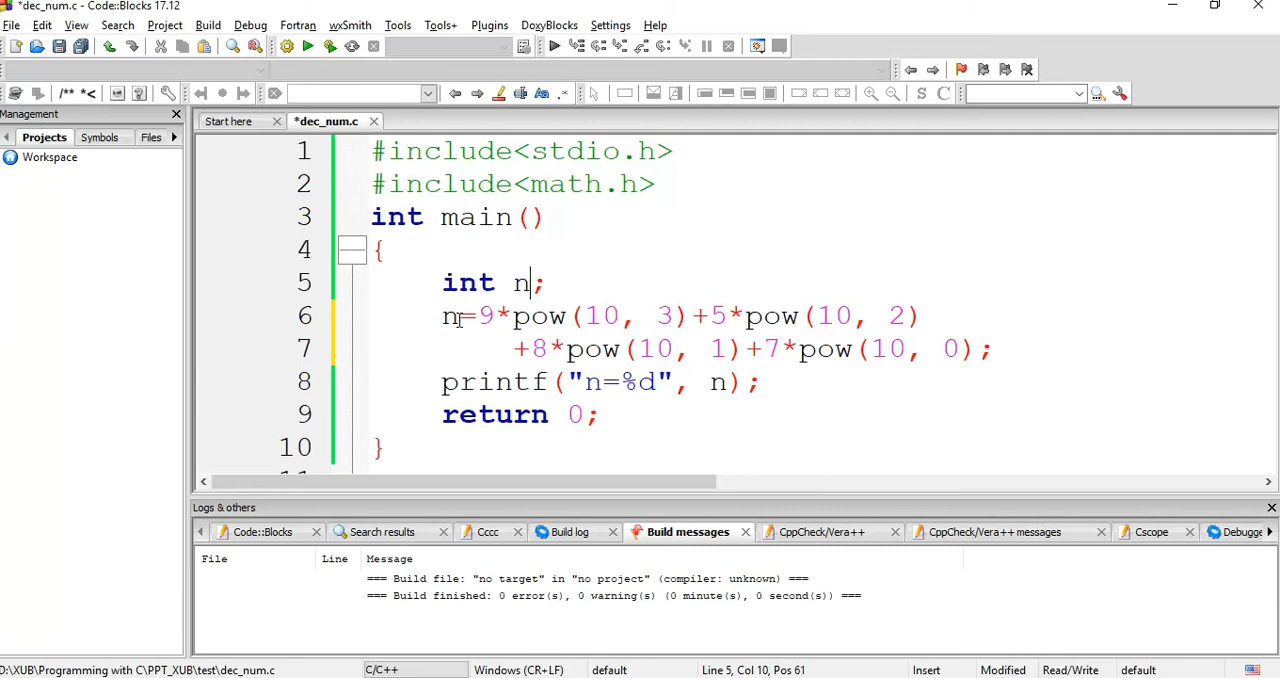 *dec_num.c - Code::Blocks 17.12
File Edit View Search Project Build Debug Fortran wxSmith Tools Tools+ Plugins DoxyBlocks Settings Help
/** *<
Aa .* S C
Management
Start here *dec_num.c
Projects Symbols Files
Workspace
1 #include<stdio.h>
2 #include<math.h>
3 int main()
4 {
5 int n;
6 n=9*pow(10, 3)+5*pow(10, 2)
7 +8*pow(10, 1)+7*pow(10, 0);
8 printf("n=%d", n);
9 return 0;
10 }
Logs & others
Code::Blocks Search results Cccc Build log Build messages CppCheck/Vera++ CppCheck/Vera++ messages Cscope Debugge
File Line Message
=== Build file: "no target" in "no project" (compiler: unknown) ===
=== Build finished: 0 error(s), 0 warning(s) (0 minute(s), 0 second(s)) ===
D:\XUB\Programming with C\PPT_XUB\test\dec_num.c C/C++ Windows (CR+LF) default Line 5, Col 10, Pos 61 Insert Modified Read/Write default